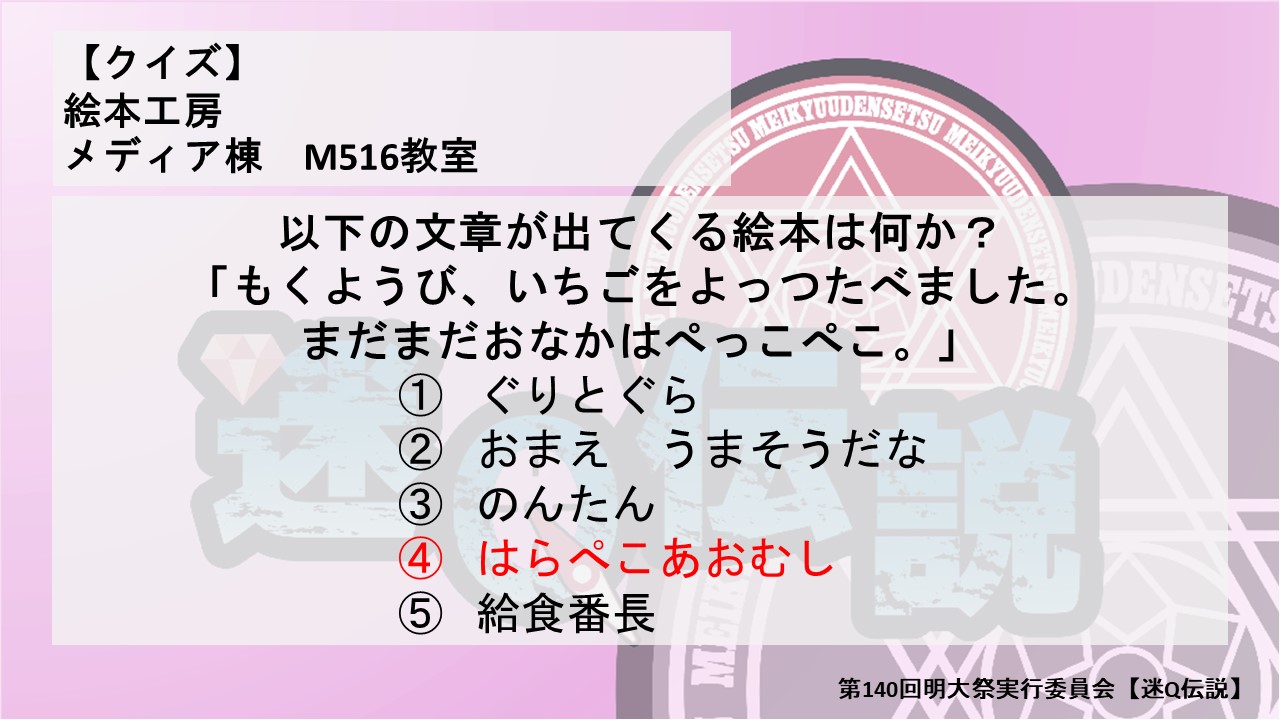 【クイズ】
絵本工房
メディア棟　M516教室
以下の文章が出てくる絵本は何か？
「もくようび、いちごをよっつたべました。
まだまだおなかはぺっこぺこ。」
①　ぐりとぐら
②　おまえ　うまそうだな
③　のんたん
④　はらぺこあおむし
⑤　給食番長
迷Q伝説
MEIKYUUDENSETSU MEIKYUUDENSETSU MEIKYUUDENSETSU
第140回明大祭実行委員会【迷Q伝説】